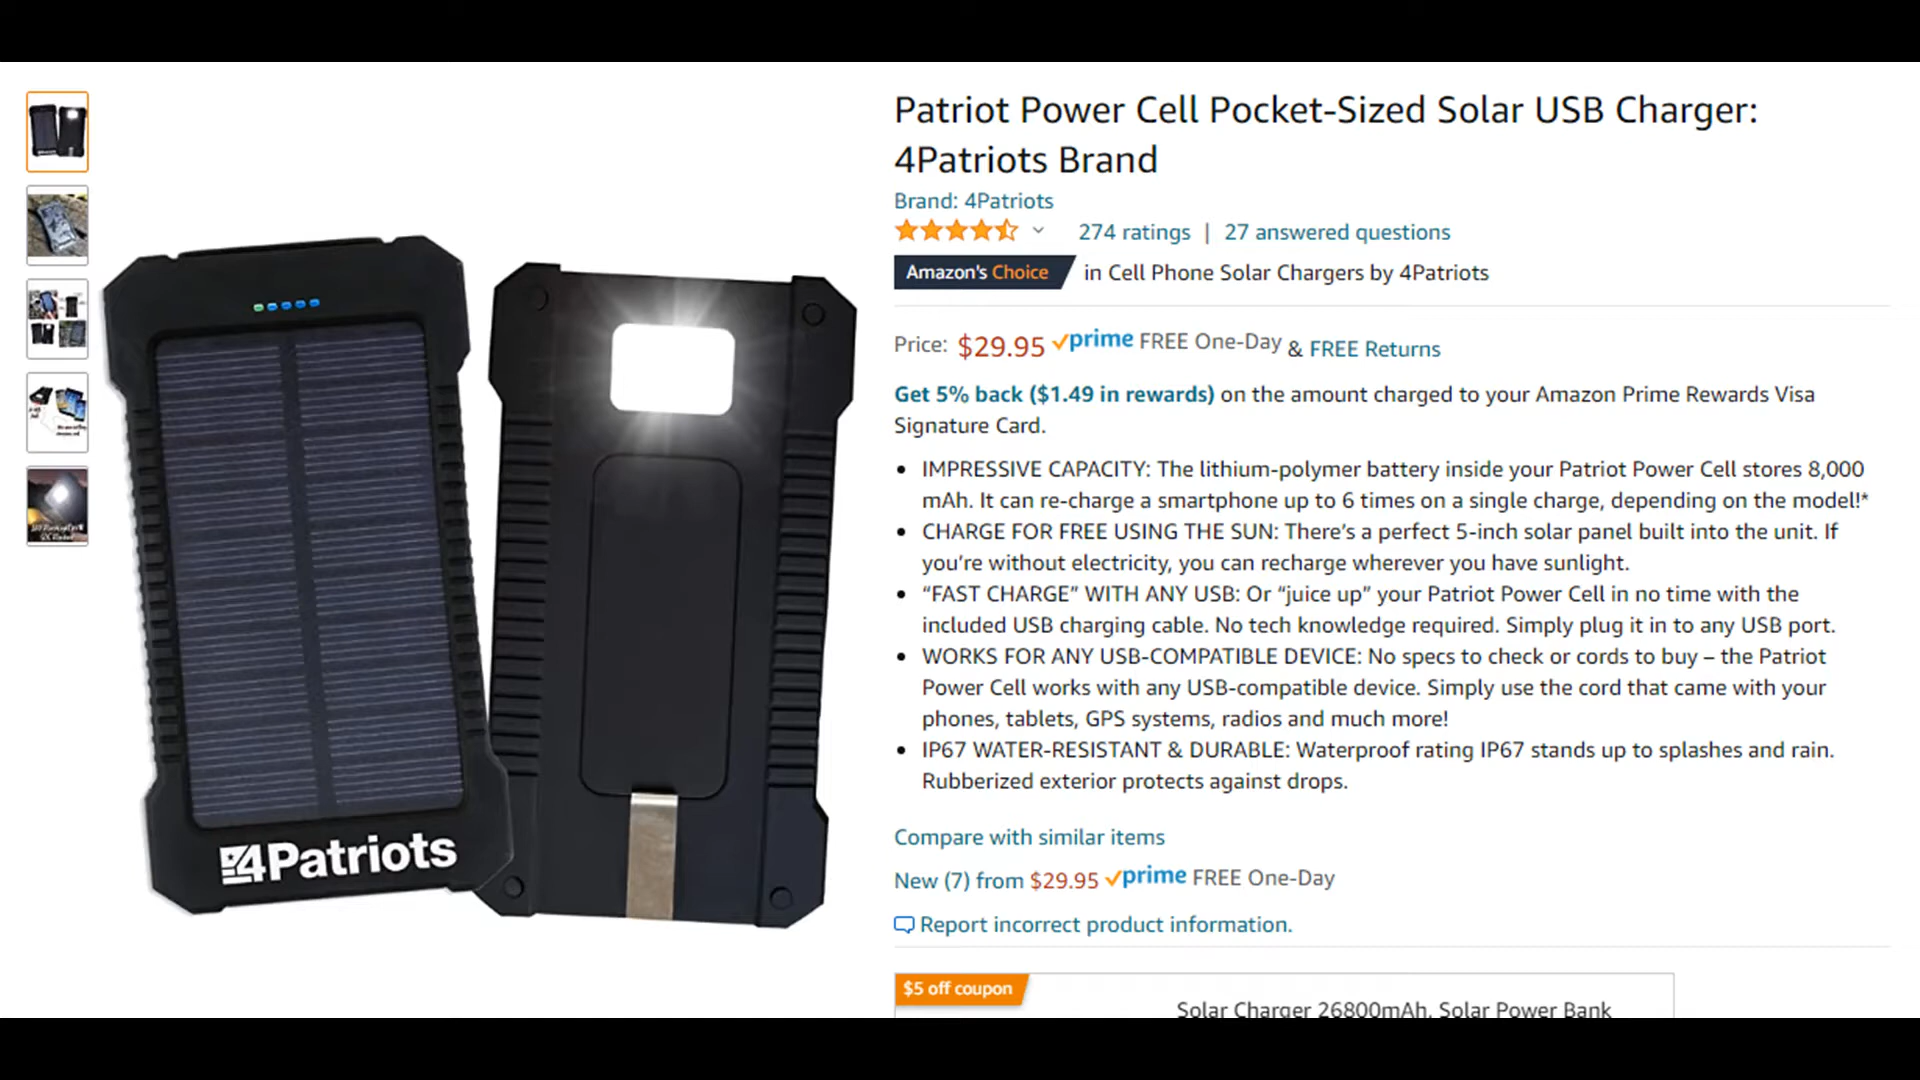 Patriot Power Cell Pocket-Sized Solar USB Charger:
4Patriots Brand
Brand: 4Patriots
274 ratings | 27 answered questions
Amazon's Choice in Cell Phone Solar Chargers by 4Patriots
Price: $29.95 prime FREE One-Day & FREE Returns
Get 5% back ($1.49 in rewards) on the amount charged to your Amazon Prime Rewards Visa
Signature Card.
• IMPRESSIVE CAPACITY: The lithium-polymer battery inside your Patriot Power Cell stores 8,000
mAh. It can re-charge a smartphone up to 6 times on a single charge, depending on the model!*
• CHARGE FOR FREE USING THE SUN: There’s a perfect 5-inch solar panel built into the unit. If
you’re without electricity, you can recharge wherever you have sunlight.
• “FAST CHARGE” WITH ANY USB: Or “juice up” your Patriot Power Cell in no time with the
included USB charging cable. No tech knowledge required. Simply plug it in to any USB port.
• WORKS FOR ANY USB-COMPATIBLE DEVICE: No specs to check or cords to buy – the Patriot
Power Cell works with any USB-compatible device. Simply use the cord that came with your
phones, tablets, GPS systems, radios and much more!
• IP67 WATER-RESISTANT & DURABLE: Waterproof rating IP67 stands up to splashes and rain.
Rubberized exterior protects against drops.
4Patriots
Compare with similar items
New (7) from $29.95 prime FREE One-Day
Report incorrect product information.
$5 off coupon
Solar Charger 26800mAh, Solar Power Bank